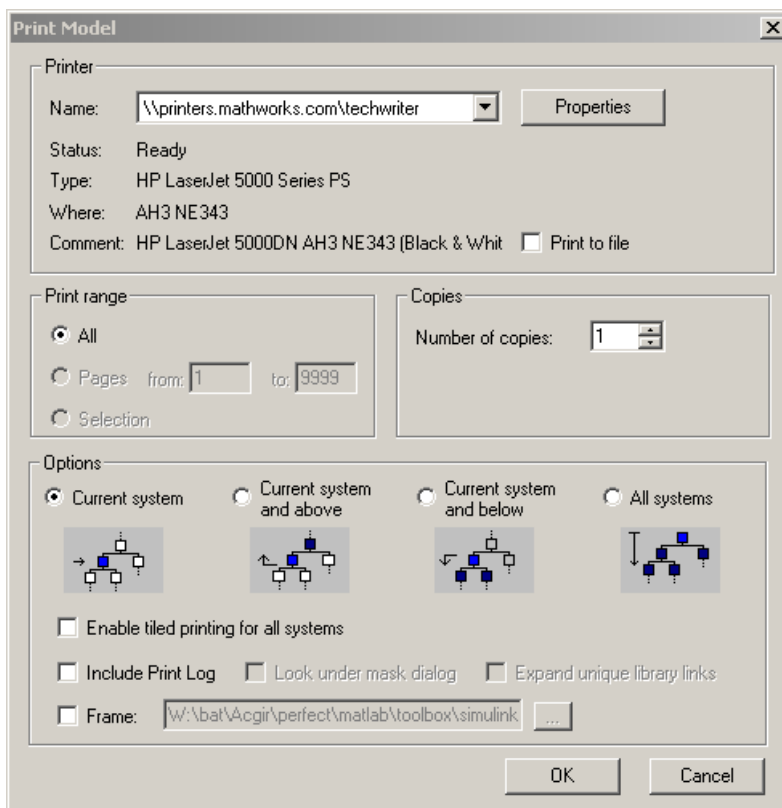 Print Model
Printer
Name: \\printers.mathworks.com\techwriter Properties
Status: Ready
Type: HP LaserJet 5000 Series PS
Where: AH3 NE343
Comment: HP LaserJet 5000DN AH3 NE343 (Black & Whit Print to file
Print range
All
Pages from: 1 to: 9999
Selection
Copies
Number of copies: 1
Options
Current system
Current system
and above
Current system
and below
All systems
Enable tiled printing for all systems
Include Print Log Look under mask dialog Expand unique library links
Frame: W:\bat\Acgir\perfect\matlab\toolbox\simulink ...
OK Cancel